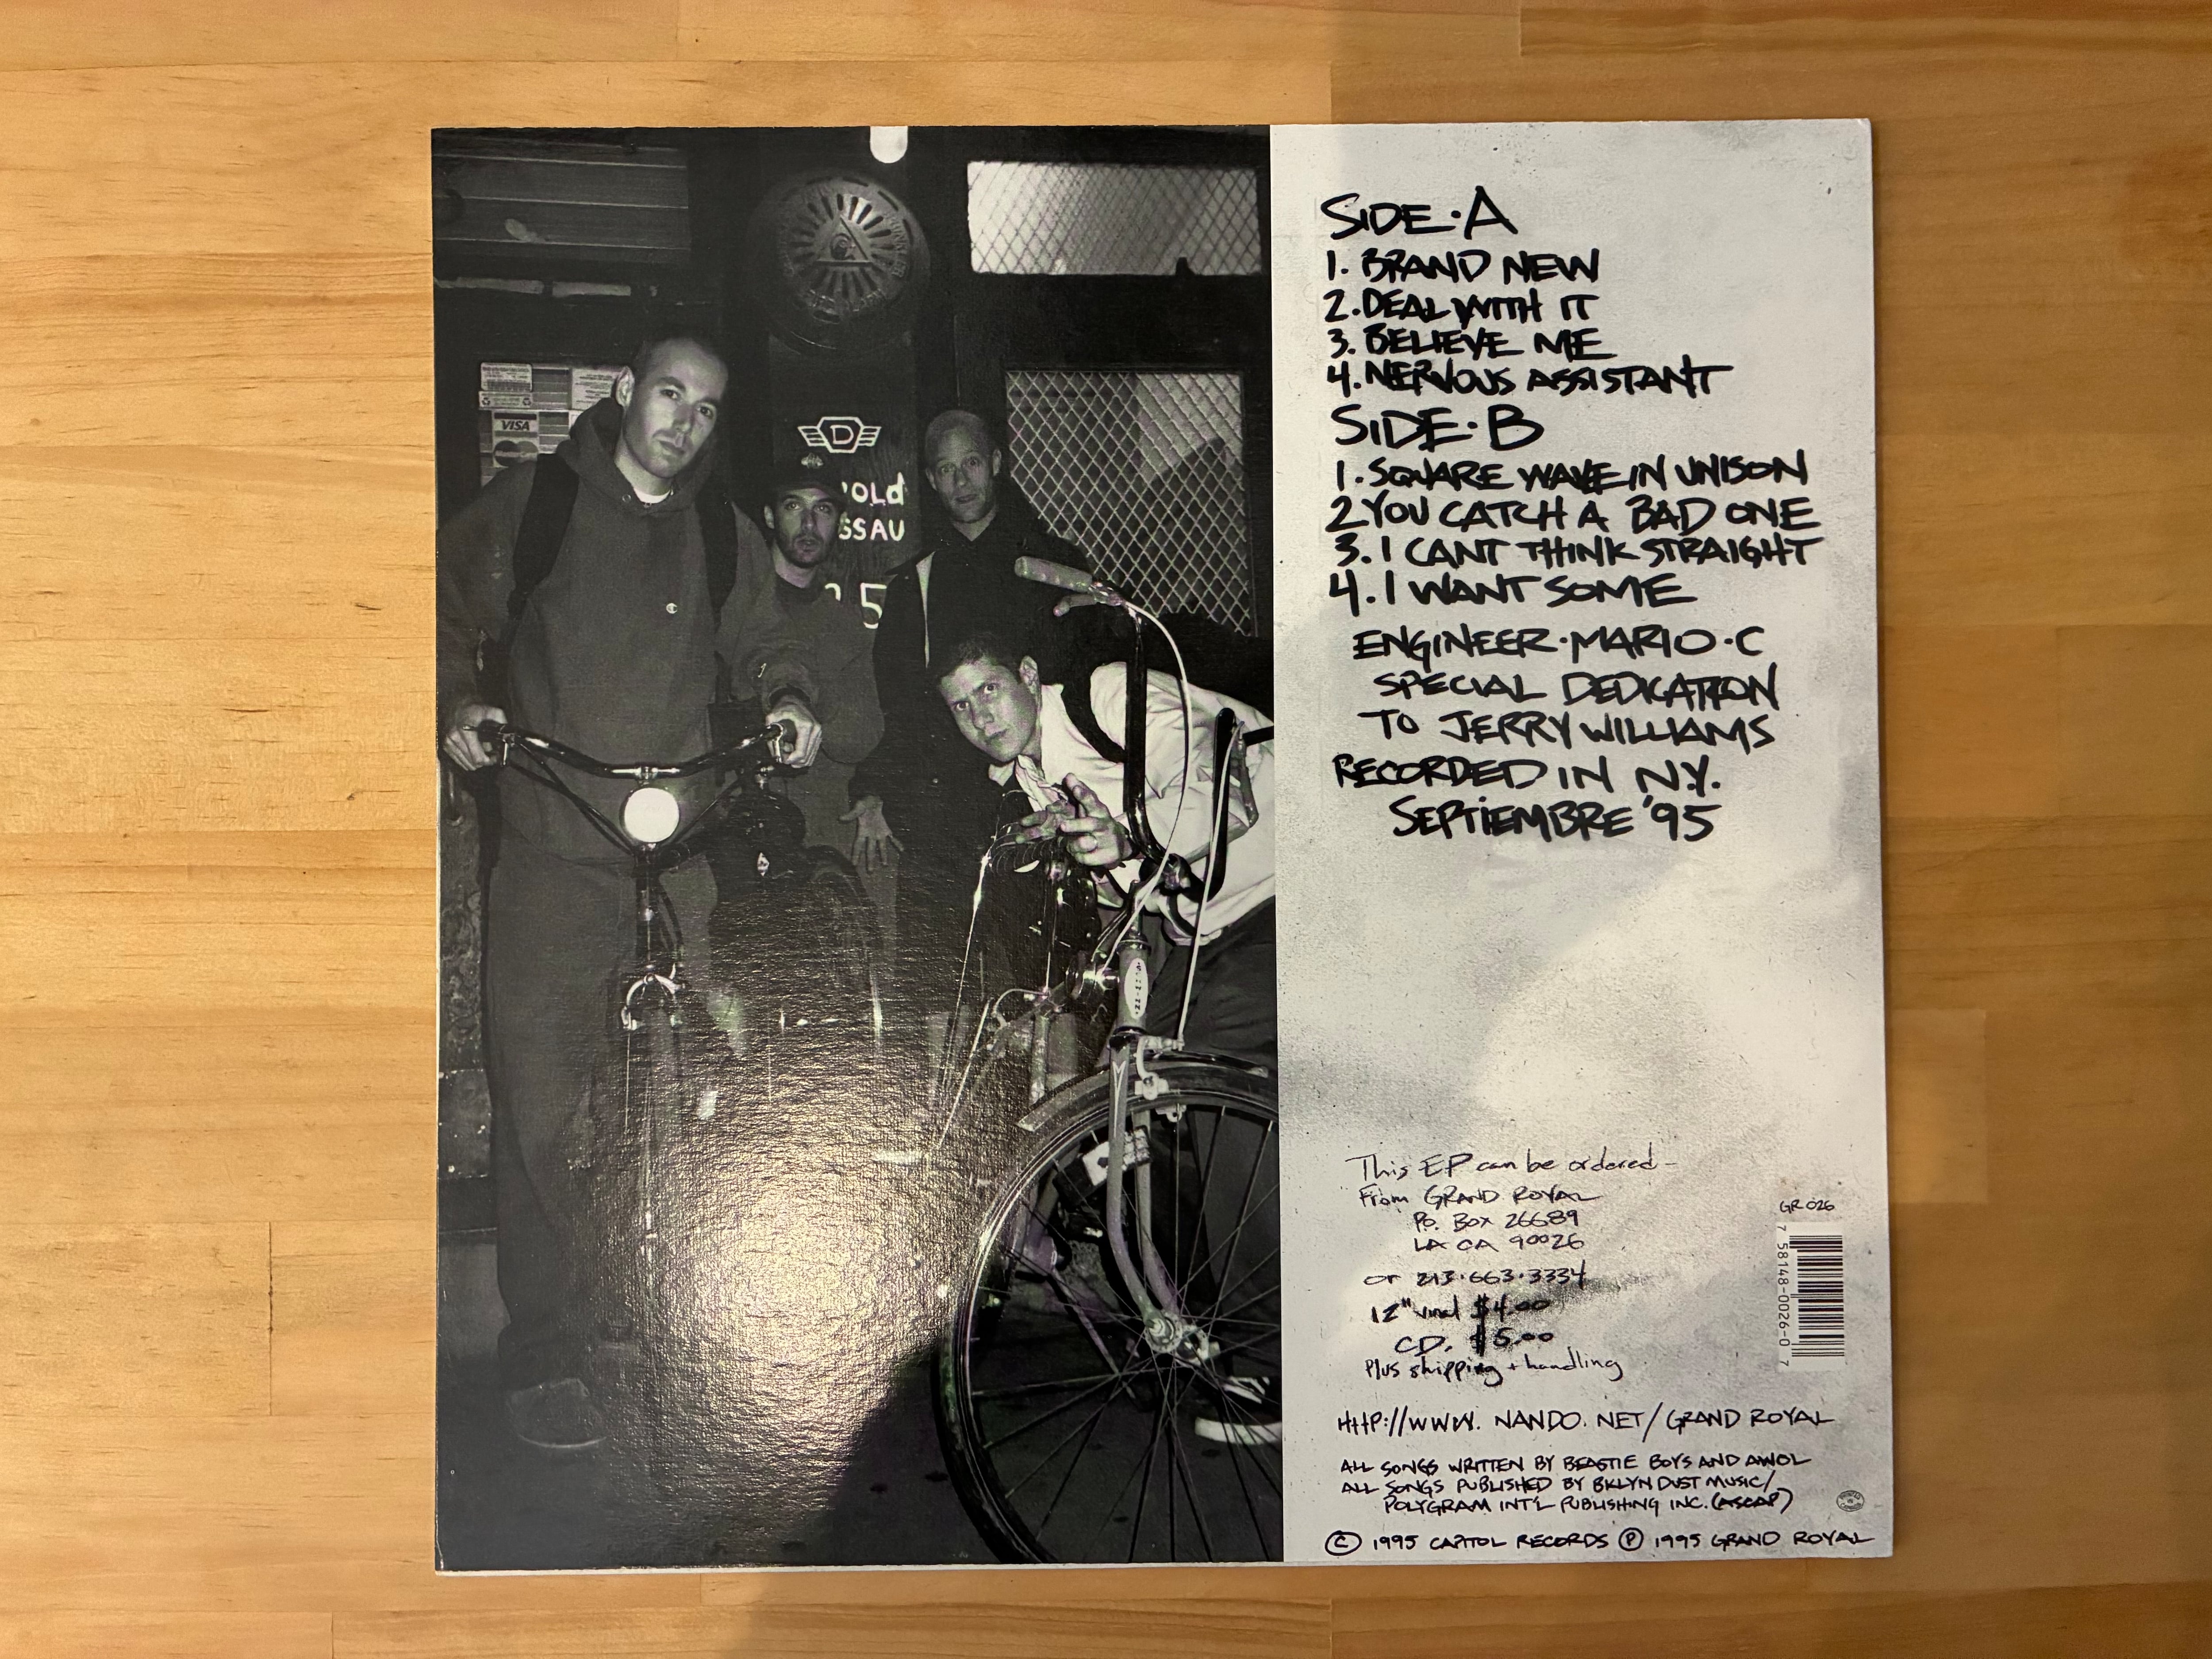 VISA
D
OLd
SSAU
5
SIDE·A
1. BRAND NEW
2. DEAL WITH IT
3. BELIEVE ME
4. NERVOUS ASSISTANT
SIDE·B
1. SQUARE WAVE IN UNISON
2 YOU CATCH A BAD ONE
3. I CANT THINK STRAIGHT
4. I WANT SOME
ENGINEER·MARIO·C
SPECIAL DEDICATION
TO JERRY WILLIAMS
RECORDED IN N.Y.
SEPTIEMBRE '95
This EP can be ordered-
From GRAND ROYAL
P.O. BOX 26689
LA CA 90026
or 213·663·3334
12" vinyl $4.00
CD. $5.00
Plus shipping + handling
GR 026
7 58148-0026-0 7
HttP://WWW. NANDO. NET/GRAND ROYAL
ALL SONGS WRITTEN BY BEASTIE BOYS AND AWOL
ALL SONGS PUBLISHED BY BKLYN DUST MUSIC/
POLYGRAM INT'L PUBLISHING INC. (ASCAP)
© 1995 CAPITOL RECORDS ℗ 1995 GRAND ROYAL